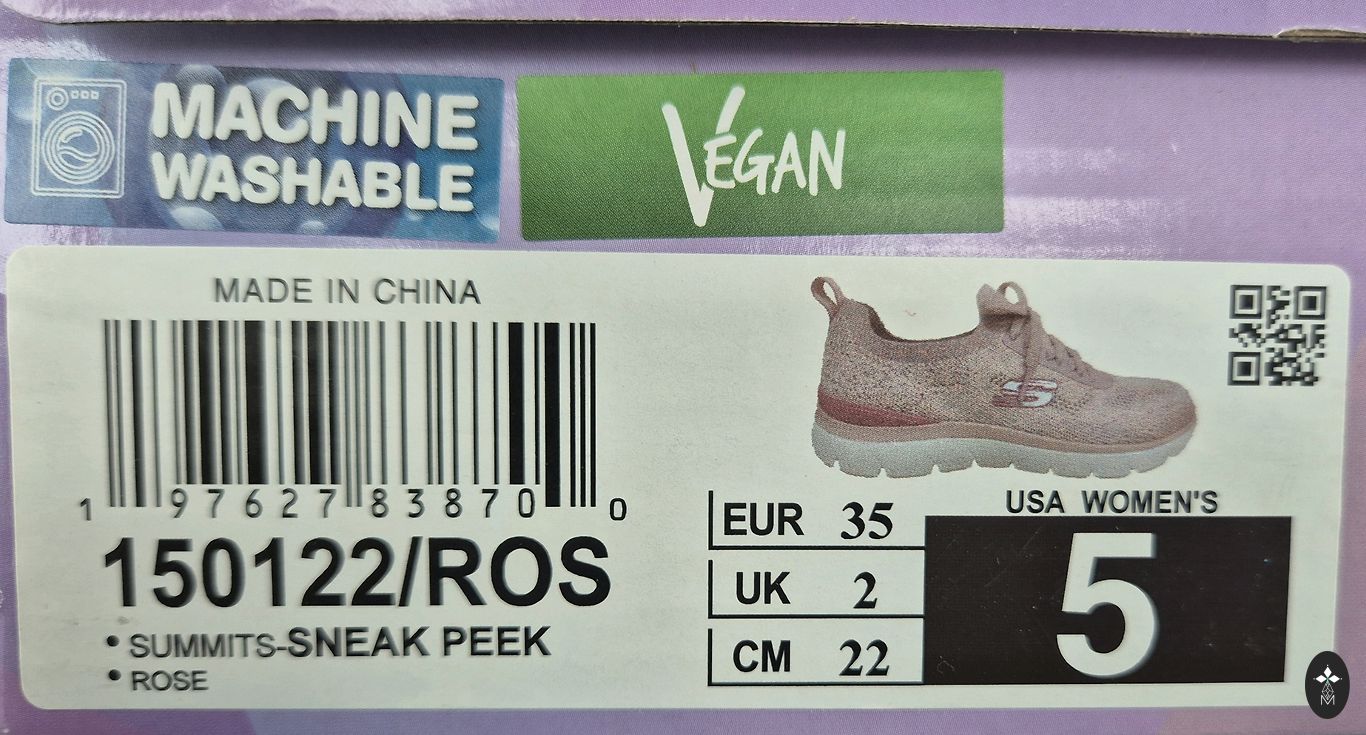 MACHINE
WASHABLE
VEGAN
MADE IN CHINA
1 97627 83870 0
150122/ROS
• SUMMITS-SNEAK PEEK
• ROSE
S
EUR 35
UK 2
CM 22
USA WOMEN'S
5
M